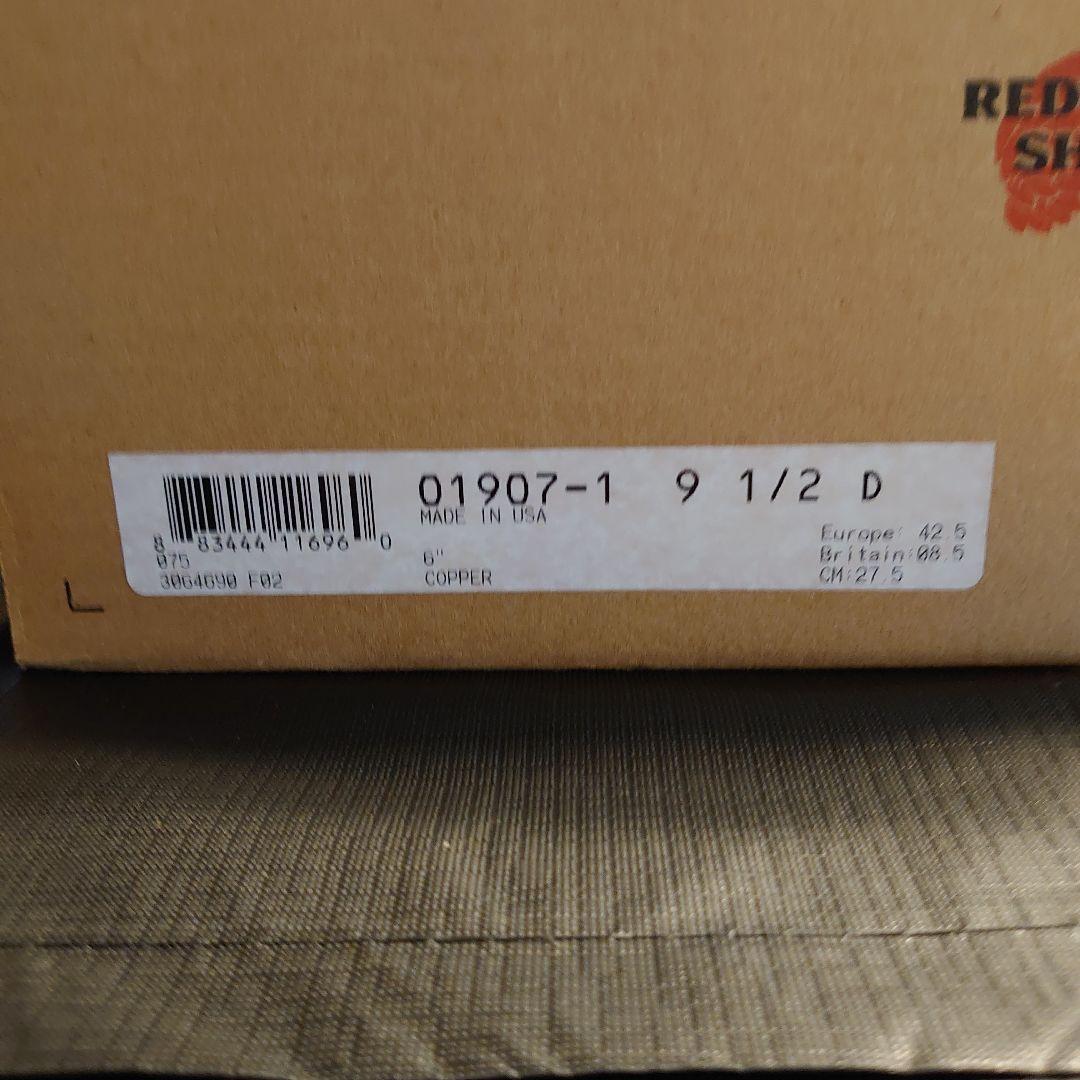 RED
SH
01907-1 9 1/2 D
MADE IN USA
8 83444 11696 0
075
3064690 F02
6"
COPPER
Europe: 42.5
Britain:08.5
CM:27.5